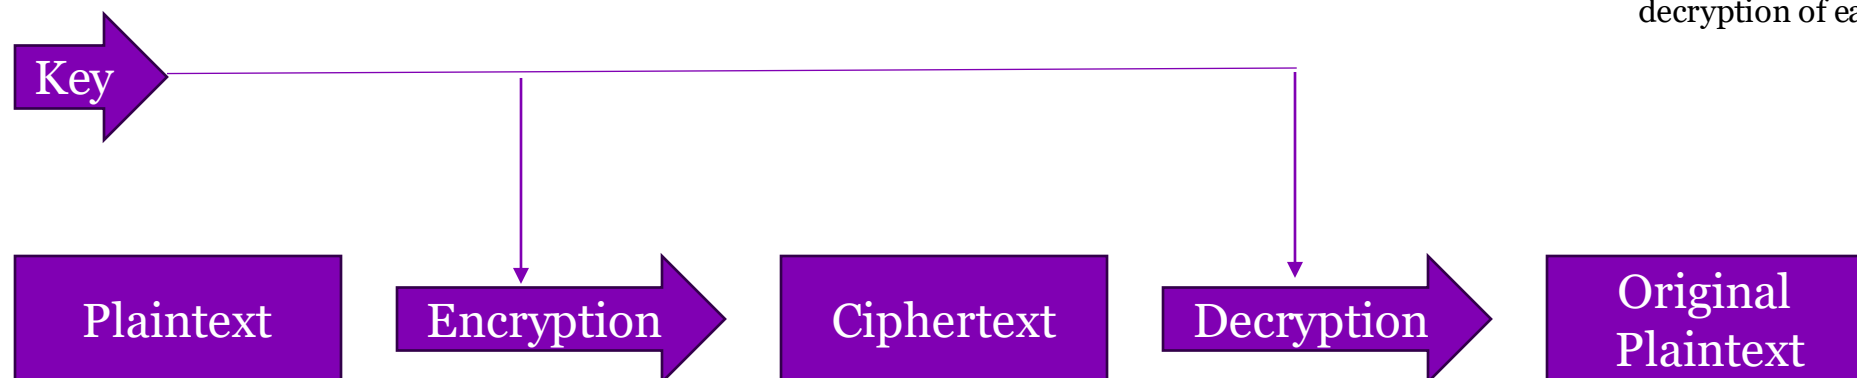 decryption of
Key
Plaintext
Encryption
Ciphertext
Decryption
Original
Plaintext